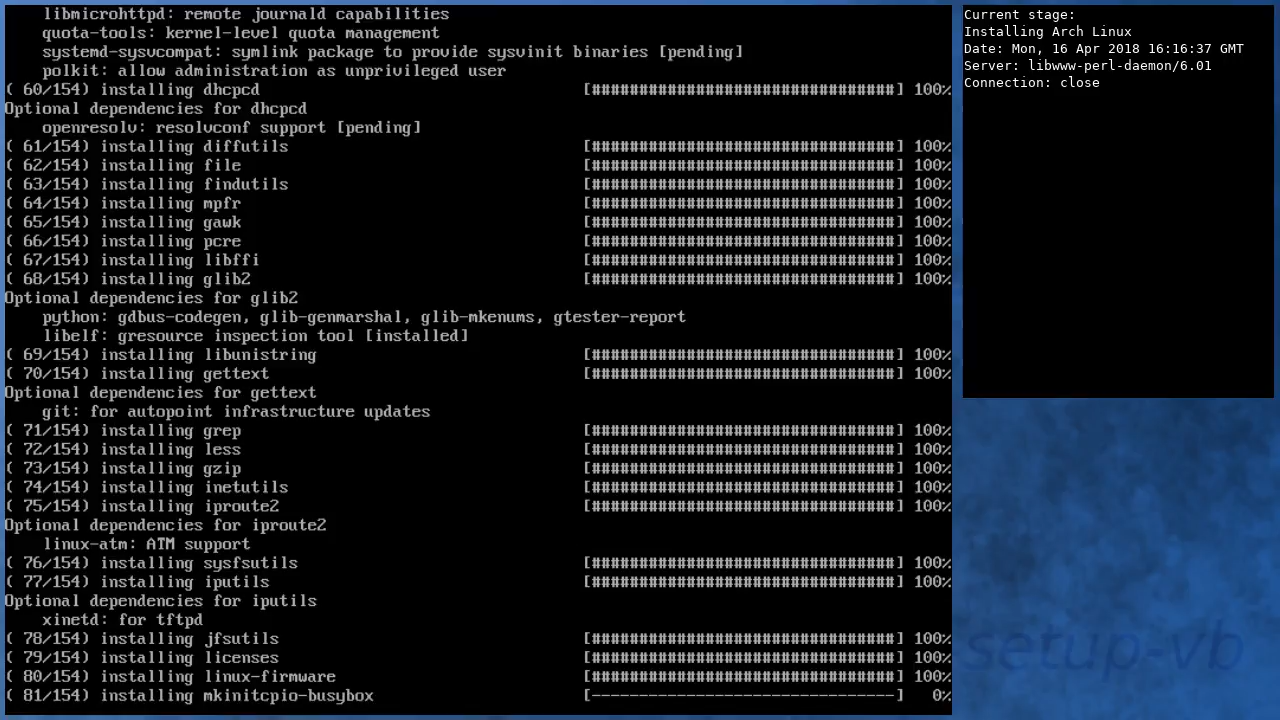 libmicrohttpd: remote journald capabilities
quota-tools: kernel-level quota management
systemd-sysvcompat: symlink package to provide sysvinit binaries [pending]
polkit: allow administration as unprivileged user
( 60/154) installing dhcpcd [################################] 100%
Optional dependencies for dhcpcd
openresolv: resolvconf support [pending]
( 61/154) installing diffutils [################################] 100%
( 62/154) installing file [################################] 100%
( 63/154) installing findutils [################################] 100%
( 64/154) installing mpfr [################################] 100%
( 65/154) installing gawk [################################] 100%
( 66/154) installing pcre [################################] 100%
( 67/154) installing libffi [################################] 100%
( 68/154) installing glib2 [################################] 100%
Optional dependencies for glib2
python: gdbus-codegen, glib-genmarshal, glib-mkenums, gtester-report
libelf: gresource inspection tool [installed]
( 69/154) installing libunistring [################################] 100%
( 70/154) installing gettext [################################] 100%
Optional dependencies for gettext
git: for autopoint infrastructure updates
( 71/154) installing grep [################################] 100%
( 72/154) installing less [################################] 100%
( 73/154) installing gzip [################################] 100%
( 74/154) installing inetutils [################################] 100%
( 75/154) installing iproute2 [################################] 100%
Optional dependencies for iproute2
linux-atm: ATM support
( 76/154) installing sysfsutils [################################] 100%
( 77/154) installing iputils [################################] 100%
Optional dependencies for iputils
xinetd: for tftpd
( 78/154) installing jfsutils [################################] 100%
( 79/154) installing licenses [################################] 100%
( 80/154) installing linux-firmware [################################] 100%
( 81/154) installing mkinitcpio-busybox [--------------------------------] 0%
Current stage:
Installing Arch Linux
Date: Mon, 16 Apr 2018 16:16:37 GMT
Server: libwww-perl-daemon/6.01
Connection: close
setup-vb